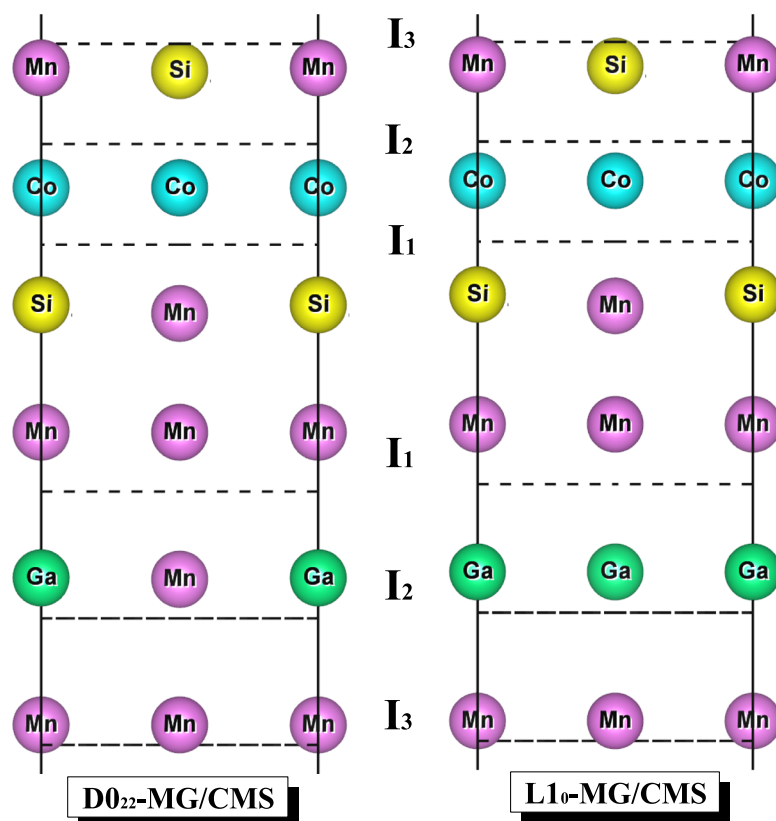 I₃
Mn Si Mn Mn Si Mn
I₂
Co Co Co Co Co Co
I₁
Si Mn Si Si Mn Si
Mn Mn Mn Mn Mn Mn
I₁
Ga Mn Ga Ga Ga Ga
I₂
Mn Mn Mn Mn Mn Mn
I₃
D0₂₂-MG/CMS L1₀-MG/CMS